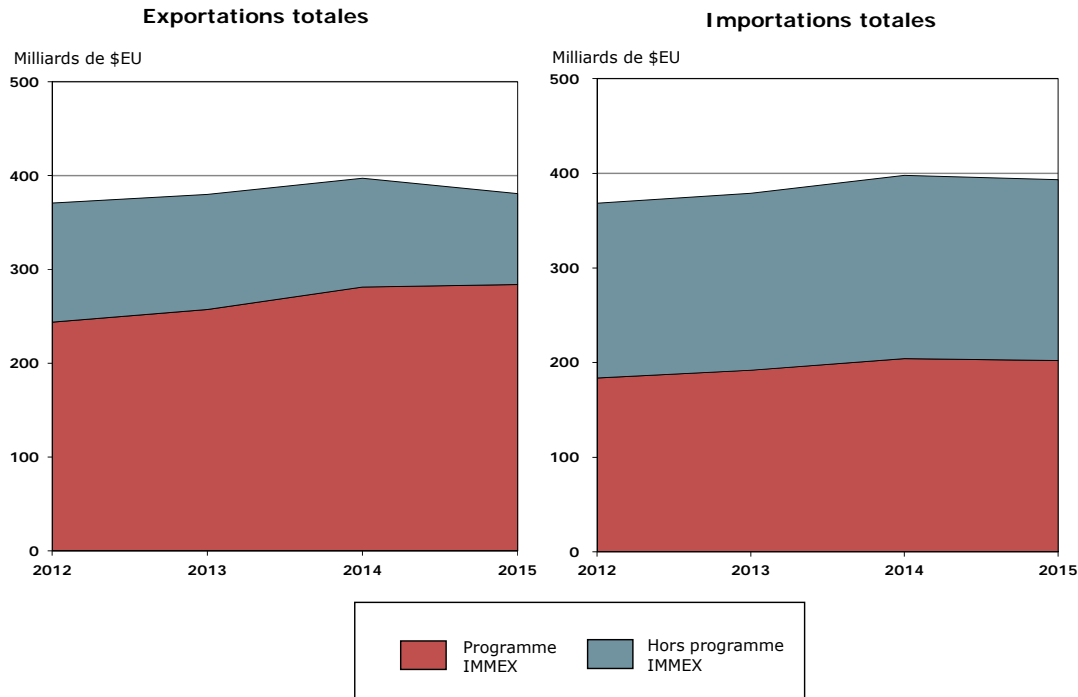 Exportations totales
Milliards de $EU
500
400
300
200
100
0
2012 2013 2014 2015
Importations totales
Milliards de $EU
500
400
300
200
100
0
2012 2013 2014 2015
Programme
IMMEX
Hors programme
IMMEX